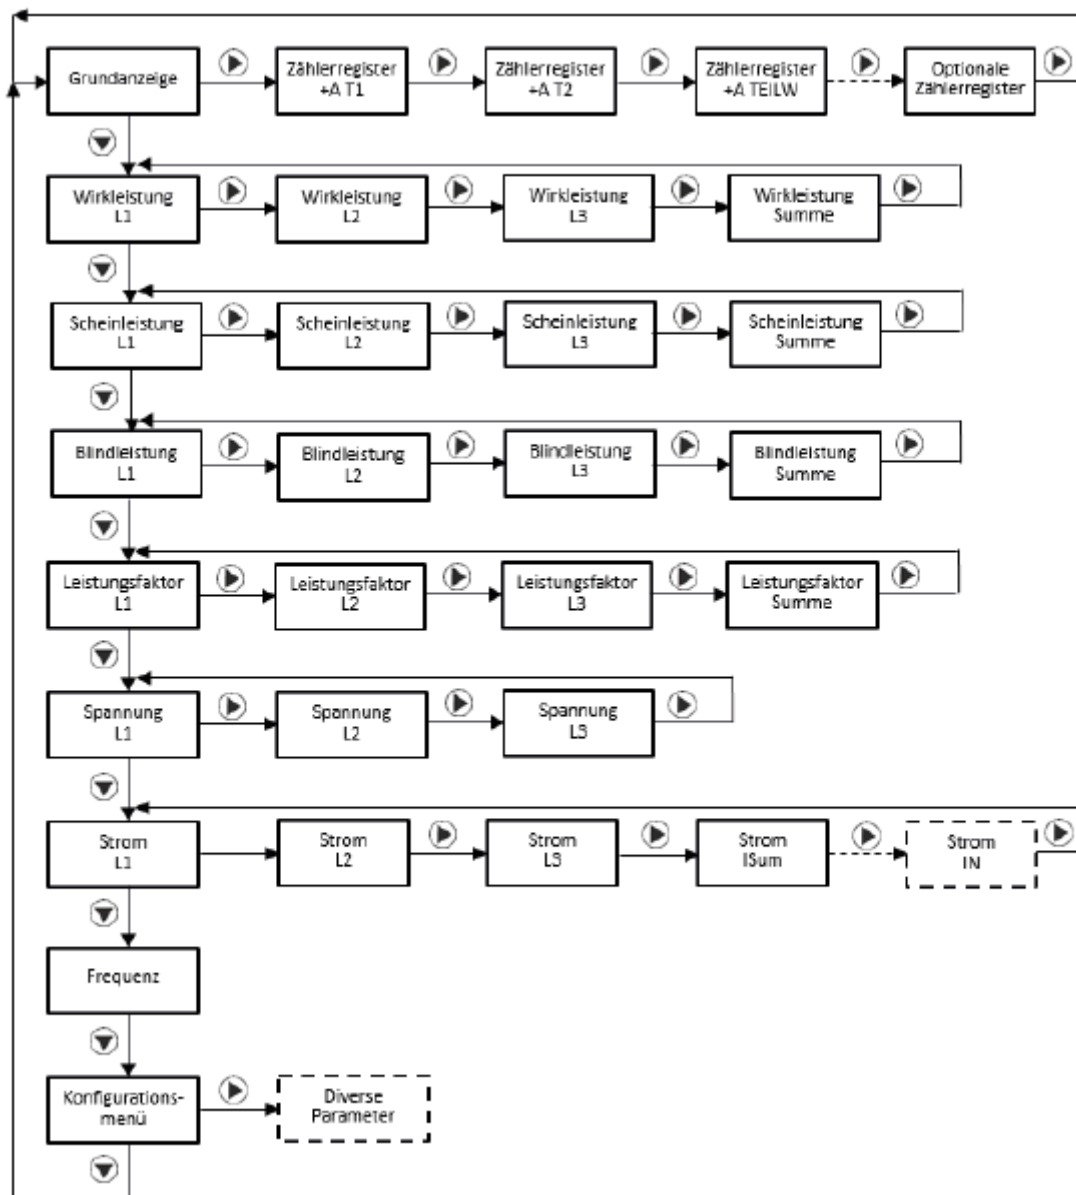 Grundanzeige
Zählerregister
+A T1
Zählerregister
+A T2
Zählerregister
+A TEILW
Optionale
Zählerregister
Wirkleistung
L1
Wirkleistung
L2
Wirkleistung
L3
Wirkleistung
Summe
Scheinleistung
L1
Scheinleistung
L2
Scheinleistung
L3
Scheinleistung
Summe
Blindleistung
L1
Blindleistung
L2
Blindleistung
L3
Blindleistung
Summe
Leistungsfaktor
L1
Leistungsfaktor
L2
Leistungsfaktor
L3
Leistungsfaktor
Summe
Spannung
L1
Spannung
L2
Spannung
L3
Strom
L1
Strom
L2
Strom
L3
Strom
ISum
Strom
IN
Frequenz
Konfigurations-
menü
Diverse
Parameter